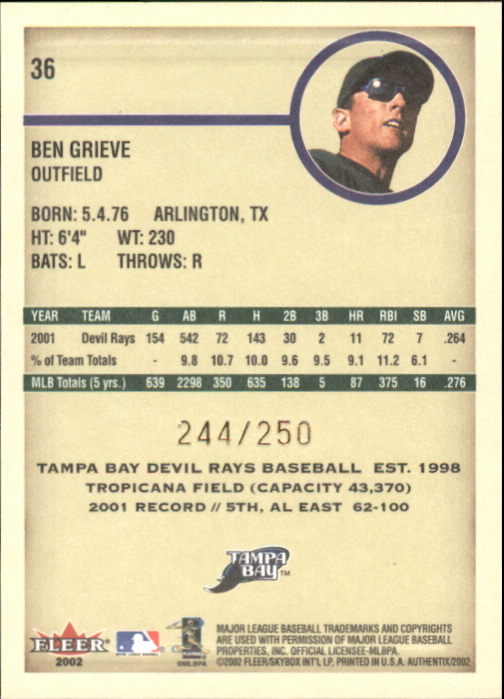 36
BEN GRIEVE
OUTFIELD
BORN: 5.4.76 ARLINGTON, TX
HT: 6'4" WT: 230
BATS: L THROWS: R
YEAR TEAM G AB R H 2B 3B HR RBI SB AVG
2001 Devil Rays 154 542 72 143 30 2 11 72 7 .264
% of Team Totals - 9.8 10.7 10.0 9.6 9.5 9.1 11.2 6.1 -
MLB Totals (5 yrs.) 639 2298 350 635 138 5 87 375 16 .276
244/250
TAMPA BAY DEVIL RAYS BASEBALL EST. 1998
TROPICANA FIELD (CAPACITY 43,370)
2001 RECORD // 5TH, AL EAST 62-100
TAMPA
BAY™
FLEER
2002
©MLBPA
MAJOR LEAGUE BASEBALL TRADEMARKS AND COPYRIGHTS
ARE USED WITH PERMISSION OF MAJOR LEAGUE BASEBALL
PROPERTIES, INC. OFFICIAL LICENSEE-MLBPA.
©2002 FLEER/SKYBOX INT'L LP, PRINTED IN U.S.A. AUTHENTIX/2002